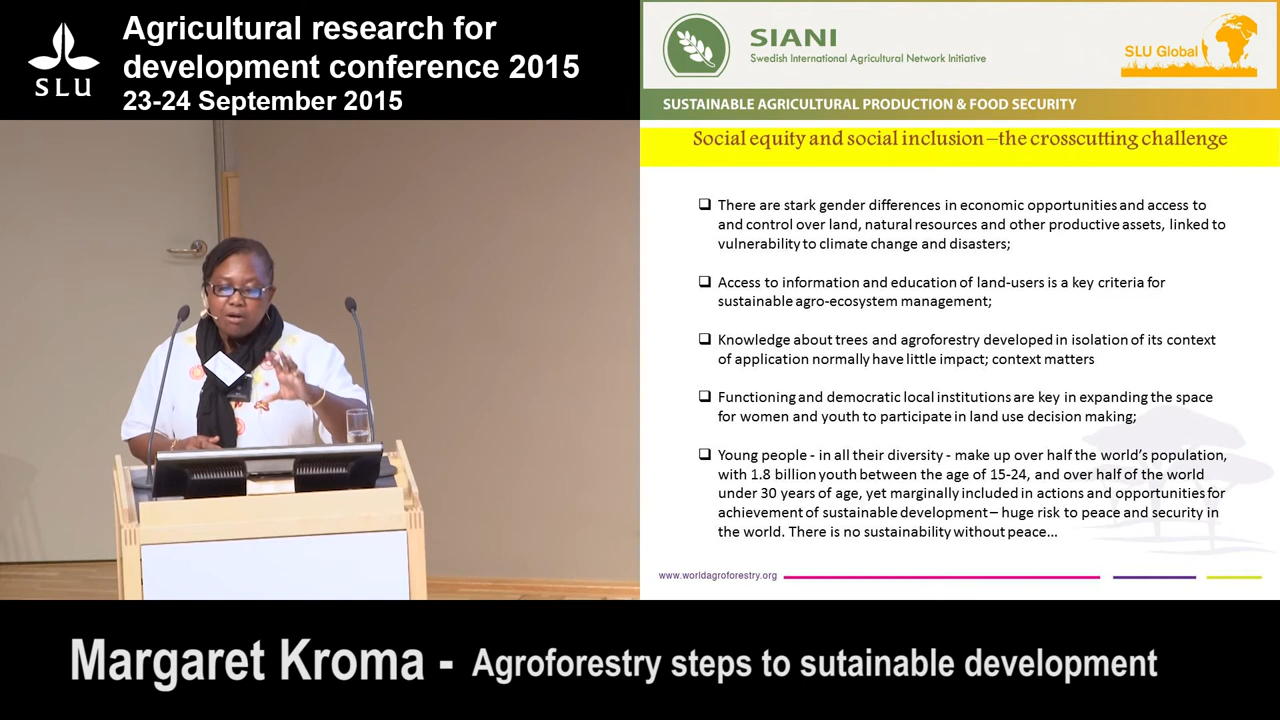 SLU
Agricultural research for
development conference 2015
23-24 September 2015
SIANI
Swedish International Agricultural Network Initiative
SLU Global
SUSTAINABLE AGRICULTURAL PRODUCTION & FOOD SECURITY
Social equity and social inclusion –the crosscutting challenge
❑ There are stark gender differences in economic opportunities and access to
and control over land, natural resources and other productive assets, linked to
vulnerability to climate change and disasters;
❑ Access to information and education of land-users is a key criteria for
sustainable agro-ecosystem management;
❑ Knowledge about trees and agroforestry developed in isolation of its context
of application normally have little impact; context matters
❑ Functioning and democratic local institutions are key in expanding the space
for women and youth to participate in land use decision making;
❑ Young people - in all their diversity - make up over half the world's population,
with 1.8 billion youth between the age of 15-24, and over half of the world
under 30 years of age, yet marginally included in actions and opportunities for
achievement of sustainable development – huge risk to peace and security in
the world. There is no sustainability without peace...
www.worldagroforestry.org
Margaret Kroma - Agroforestry steps to sutainable development